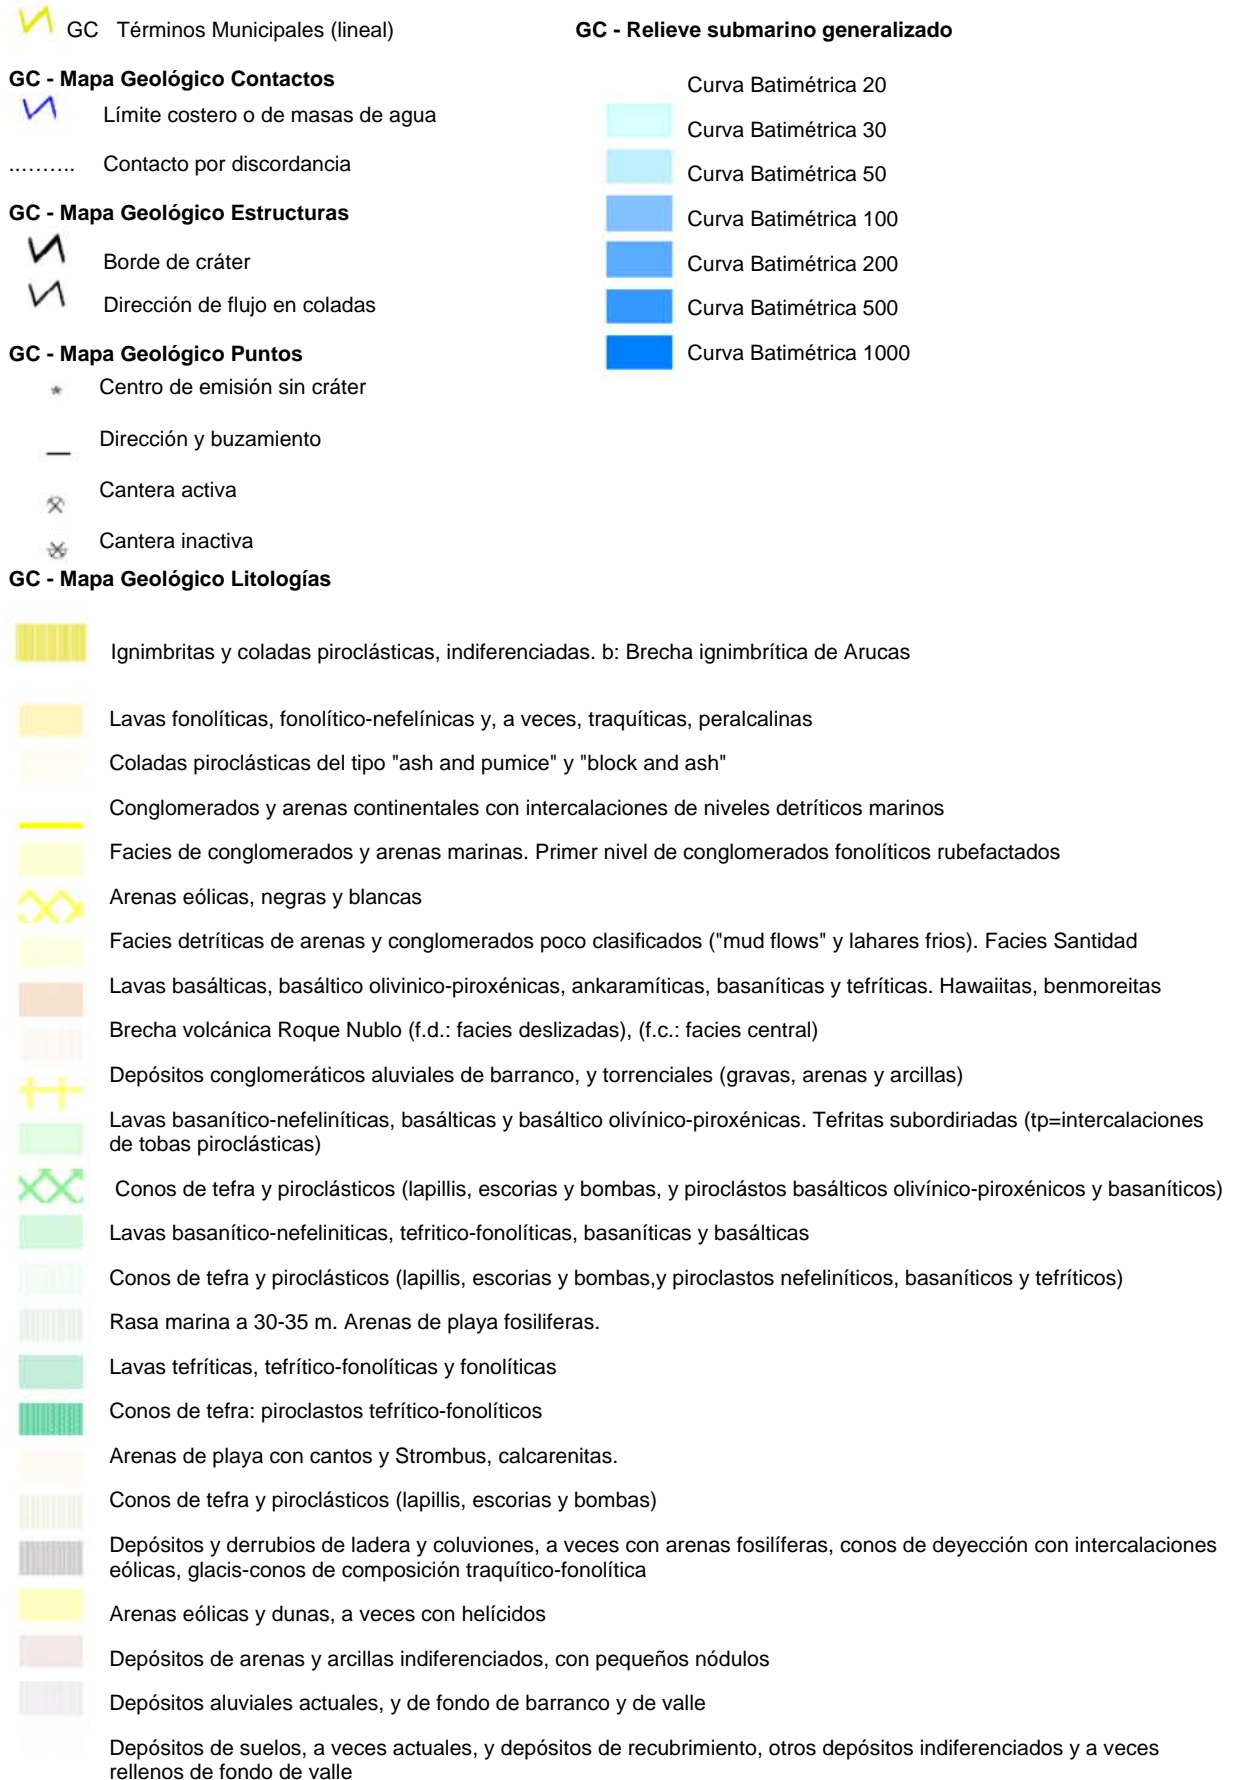 GC Términos Municipales (lineal)
GC - Mapa Geológico Contactos
Límite costero o de masas de agua
........... Contacto por discordancia
GC - Mapa Geológico Estructuras
Borde de cráter
Dirección de flujo en coladas
GC - Mapa Geológico Puntos
Centro de emisión sin cráter
Dirección y buzamiento
Cantera activa
Cantera inactiva
GC - Relieve submarino generalizado
Curva Batimétrica 20
Curva Batimétrica 30
Curva Batimétrica 50
Curva Batimétrica 100
Curva Batimétrica 200
Curva Batimétrica 500
Curva Batimétrica 1000
GC - Mapa Geológico Litologías
Ignimbritas y coladas piroclásticas, indiferenciadas. b: Brecha ignimbrítica de Arucas
Lavas fonolíticas, fonolítico-nefelínicas y, a veces, traquíticas, peralcalinas
Coladas piroclásticas del tipo "ash and pumice" y "block and ash"
Conglomerados y arenas continentales con intercalaciones de niveles detríticos marinos
Facies de conglomerados y arenas marinas. Primer nivel de conglomerados fonolíticos rubefactados
Arenas eólicas, negras y blancas
Facies detríticas de arenas y conglomerados poco clasificados ("mud flows" y lahares frios). Facies Santidad
Lavas basálticas, basáltico olivinico-piroxénicas, ankaramíticas, basaníticas y tefríticas. Hawaiitas, benmoreitas
Brecha volcánica Roque Nublo (f.d.: facies deslizadas), (f.c.: facies central)
Depósitos conglomeráticos aluviales de barranco, y torrenciales (gravas, arenas y arcillas)
Lavas basanítico-nefeliníticas, basálticas y basáltico olivínico-piroxénicas. Tefritas subordiriadas (tp=intercalaciones
de tobas piroclásticas)
Conos de tefra y piroclásticos (lapillis, escorias y bombas, y piroclástos basálticos olivínico-piroxénicos y basaníticos)
Lavas basanítico-nefeliniticas, tefritico-fonolíticas, basaníticas y basálticas
Conos de tefra y piroclásticos (lapillis, escorias y bombas,y piroclastos nefeliníticos, basaníticos y tefríticos)
Rasa marina a 30-35 m. Arenas de playa fosiliferas.
Lavas tefríticas, tefrítico-fonolíticas y fonolíticas
Conos de tefra: piroclastos tefrítico-fonolíticos
Arenas de playa con cantos y Strombus, calcarenitas.
Conos de tefra y piroclásticos (lapillis, escorias y bombas)
Depósitos y derrubios de ladera y coluviones, a veces con arenas fosilíferas, conos de deyección con intercalaciones
eólicas, glacis-conos de composición traquítico-fonolítica
Arenas eólicas y dunas, a veces con helícidos
Depósitos de arenas y arcillas indiferenciados, con pequeños nódulos
Depósitos aluviales actuales, y de fondo de barranco y de valle
Depósitos de suelos, a veces actuales, y depósitos de recubrimiento, otros depósitos indiferenciados y a veces
rellenos de fondo de valle